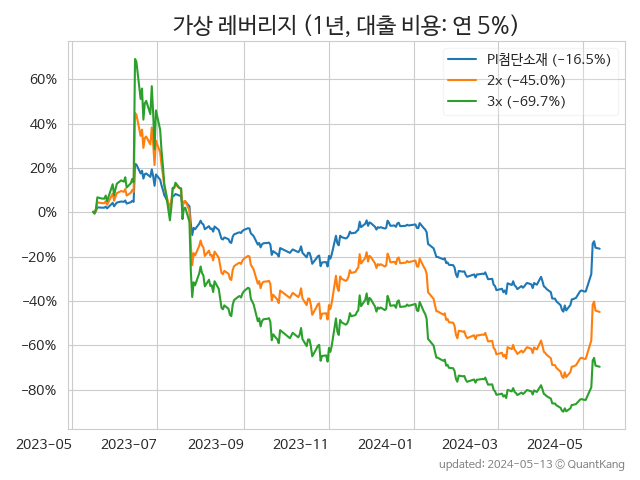 가상 레버리지 (1년, 대출 비용: 연 5%)
PI첨단소재 (-16.5%)
2x (-45.0%)
3x (-69.7%)
60%
40%
20%
0%
−20%
−40%
−60%
−80%
2023-05 2023-07 2023-09 2023-11 2024-01 2024-03 2024-05
updated: 2024-05-13 © QuantKang